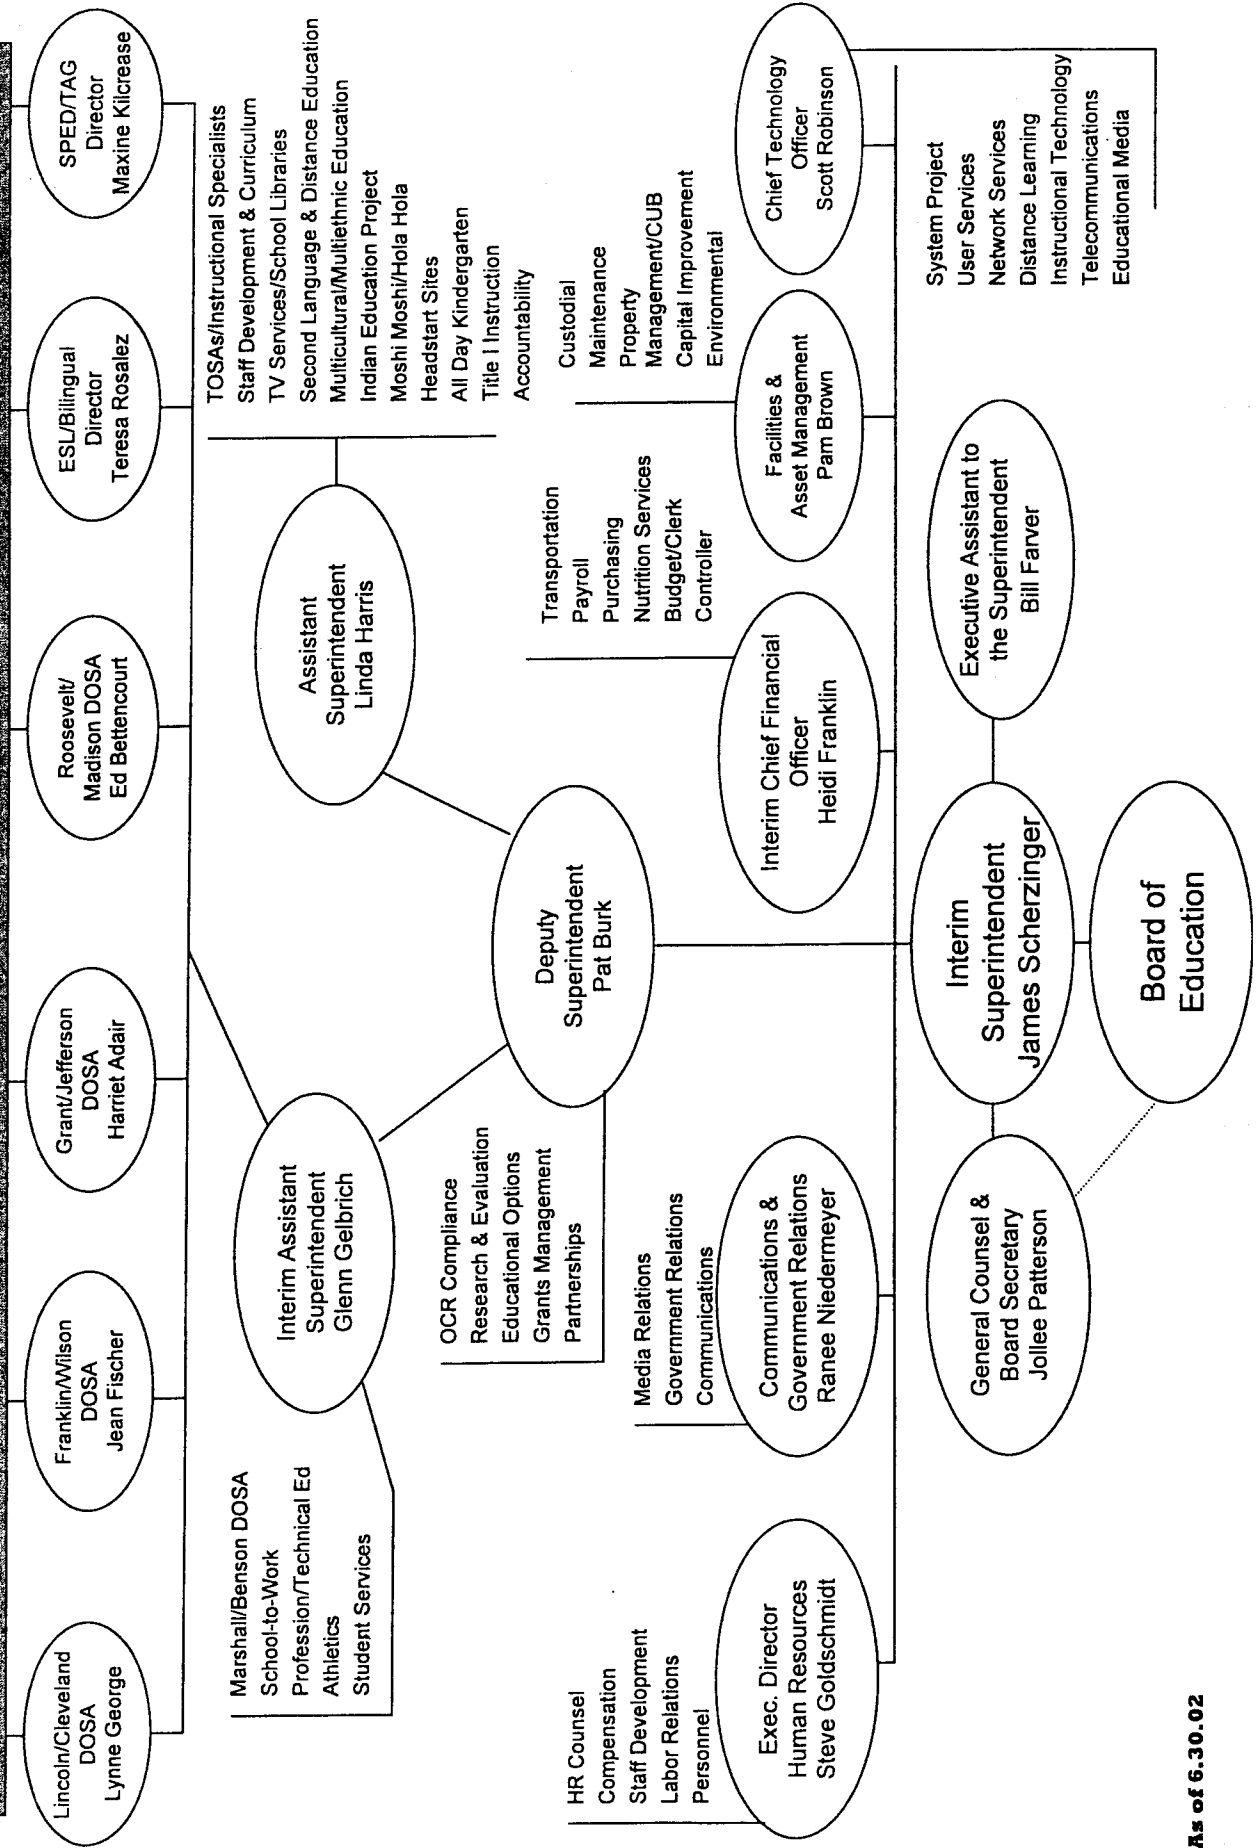 Lincoln/Cleveland
DOSA
Lynne George
Franklin/Wilson
DOSA
Jean Fischer
Grant/Jefferson
DOSA
Harriet Adair
Roosevelt/
Madison DOSA
Ed Bettencourt
ESL/Bilingual
Director
Teresa Rosalez
SPED/TAG
Director
Maxine Kilcrease
Marshall/Benson DOSA
School-to-Work
Profession/Technical Ed
Athletics
Student Services
Interim Assistant
Superintendent
Glenn Gelbrich
Assistant
Superintendent
Linda Harris
TOSAs/Instructional Specialists
Staff Development & Curriculum
TV Services/School Libraries
Second Language & Distance Education
Multicultural/Multiethnic Education
Indian Education Project
Moshi Moshi/Hola Hola
Headstart Sites
All Day Kindergarten
Title I Instruction
Accountability
OCR Compliance
Research & Evaluation
Educational Options
Grants Management
Partnerships
Deputy
Superintendent
Pat Burk
HR Counsel
Compensation
Staff Development
Labor Relations
Personnel
Exec. Director
Human Resources
Steve Goldschmidt
Media Relations
Government Relations
Communications
Communications &
Government Relations
Ranee Niedermeyer
Transportation
Payroll
Purchasing
Nutrition Services
Budget/Clerk
Controller
Interim Chief Financial
Officer
Heidi Franklin
Custodial
Maintenance
Property
Management/CUB
Capital Improvement
Environmental
Facilities &
Asset Management
Pam Brown
Chief Technology
Officer
Scott Robinson
System Project
User Services
Network Services
Distance Learning
Instructional Technology
Telecommunications
Educational Media
General Counsel &
Board Secretary
Jollee Patterson
Interim
Superintendent
James Scherzinger
Executive Assistant to
the Superintendent
Bill Farver
Board of
Education
As of 6.30.02